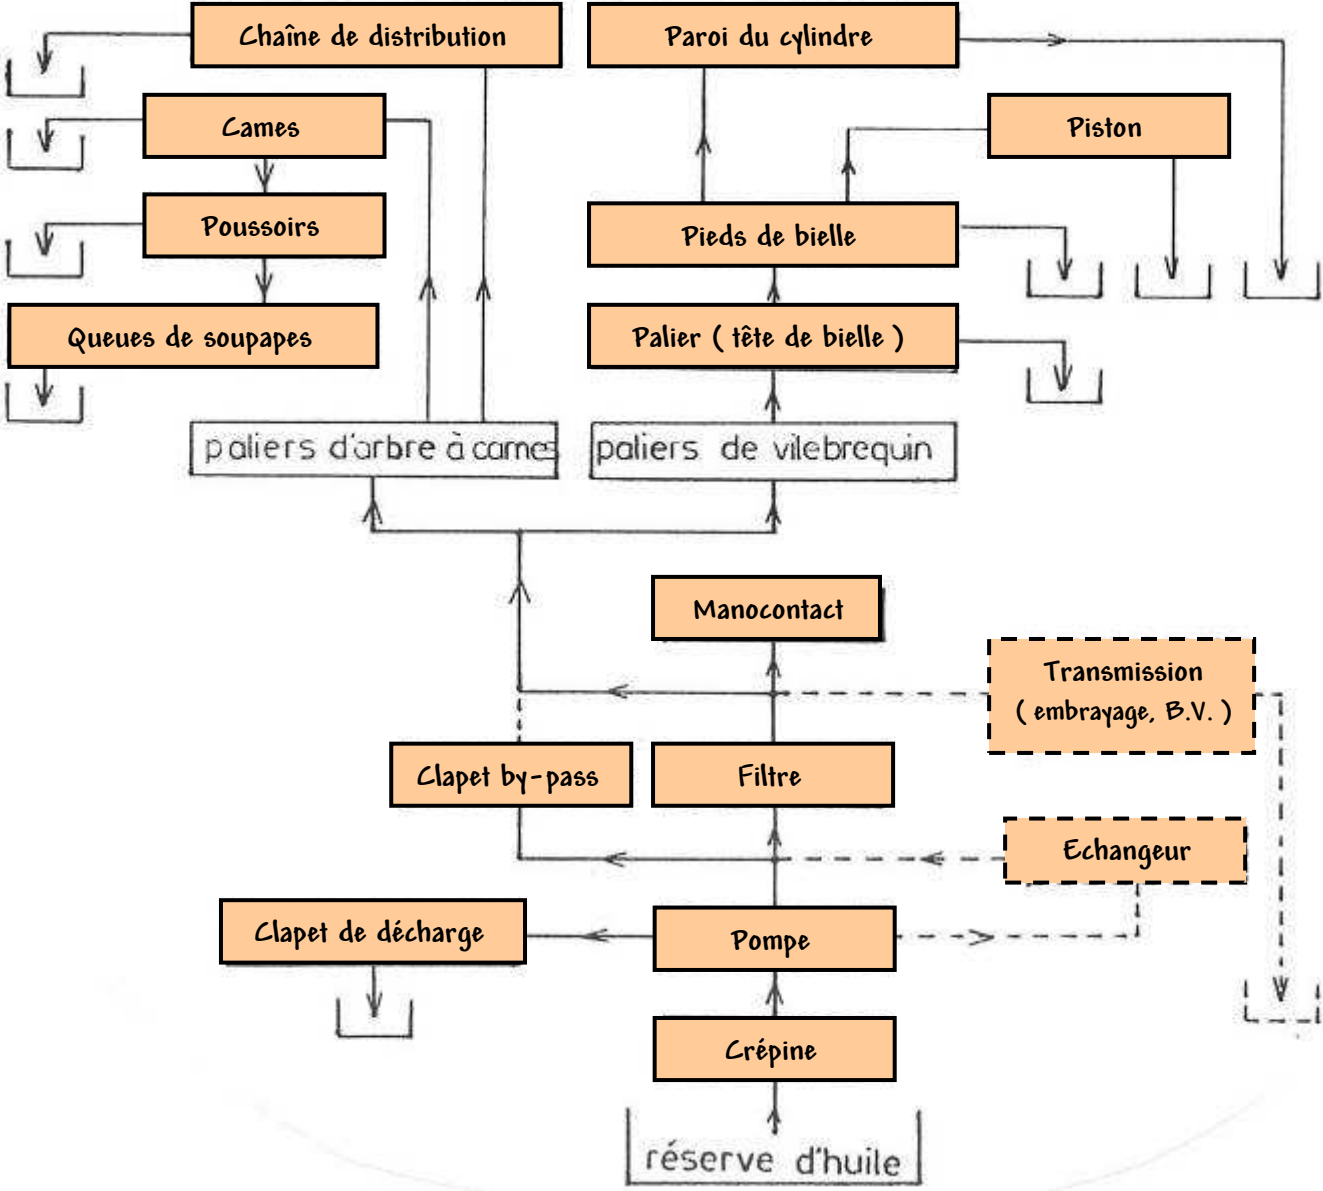 Chaîne de distribution
Paroi du cylindre
Cames
Piston
Poussoirs
Pieds de bielle
Queues de soupapes
Palier ( tête de bielle )
paliers d'arbre à cames
paliers de vilebrequin
Manocontact
Transmission
( embrayage, B.V. )
Clapet by-pass
Filtre
Echangeur
Clapet de décharge
Pompe
Crépine
réserve d'huile